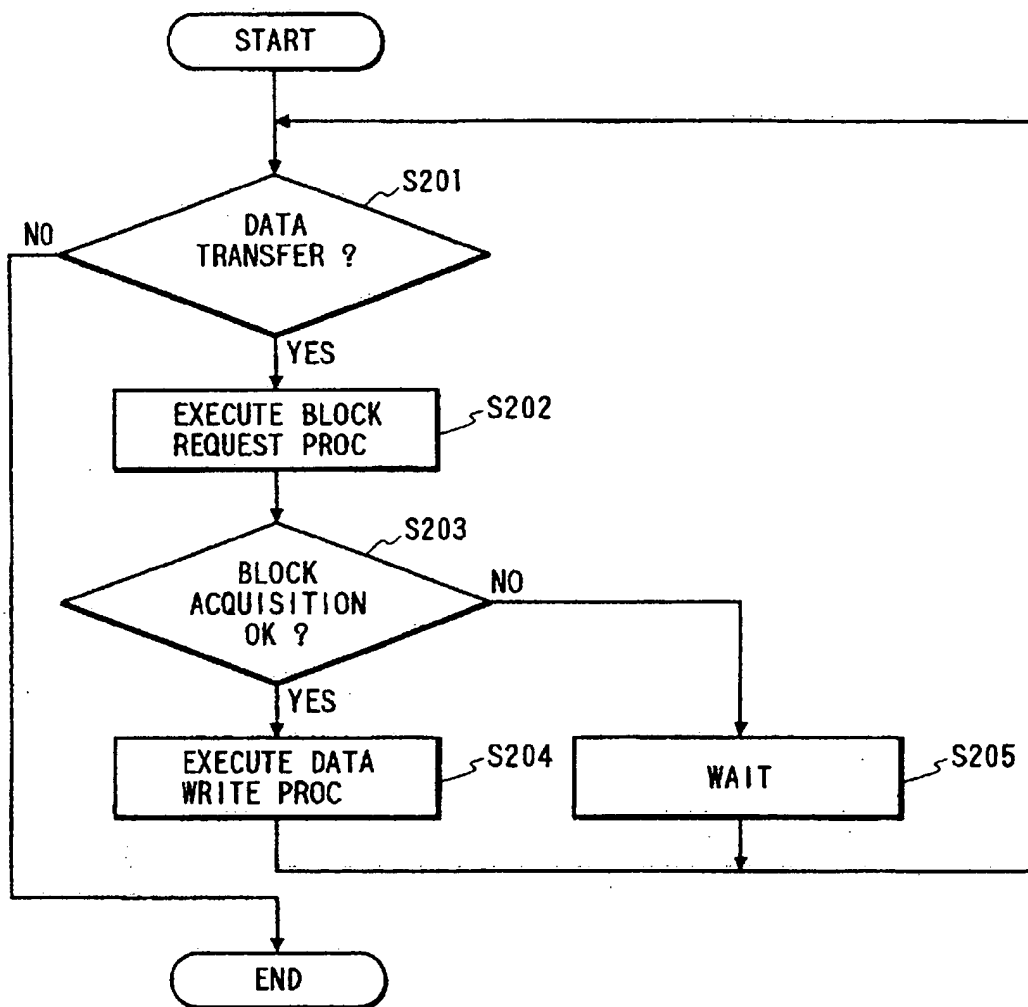 START
S201
DATA
TRANSFER ?
NO
YES
EXECUTE BLOCK
REQUEST PROC
S202
S203
BLOCK
ACQUISITION
OK ?
NO
YES
EXECUTE DATA
WRITE PROC
S204
WAIT
S205
END